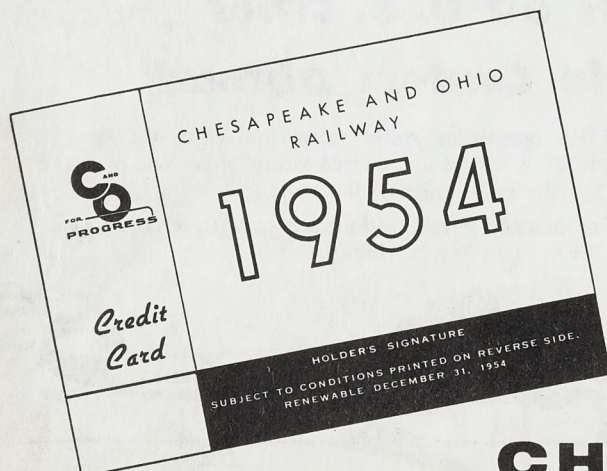 CHESAPEAKE AND OHIO
RAILWAY
1954
C AND O
FOR
PROGRESS
Credit
Card
HOLDER'S SIGNATURE
SUBJECT TO CONDITIONS PRINTED ON REVERSE SIDE.
RENEWABLE DECEMBER 31, 1954
CH